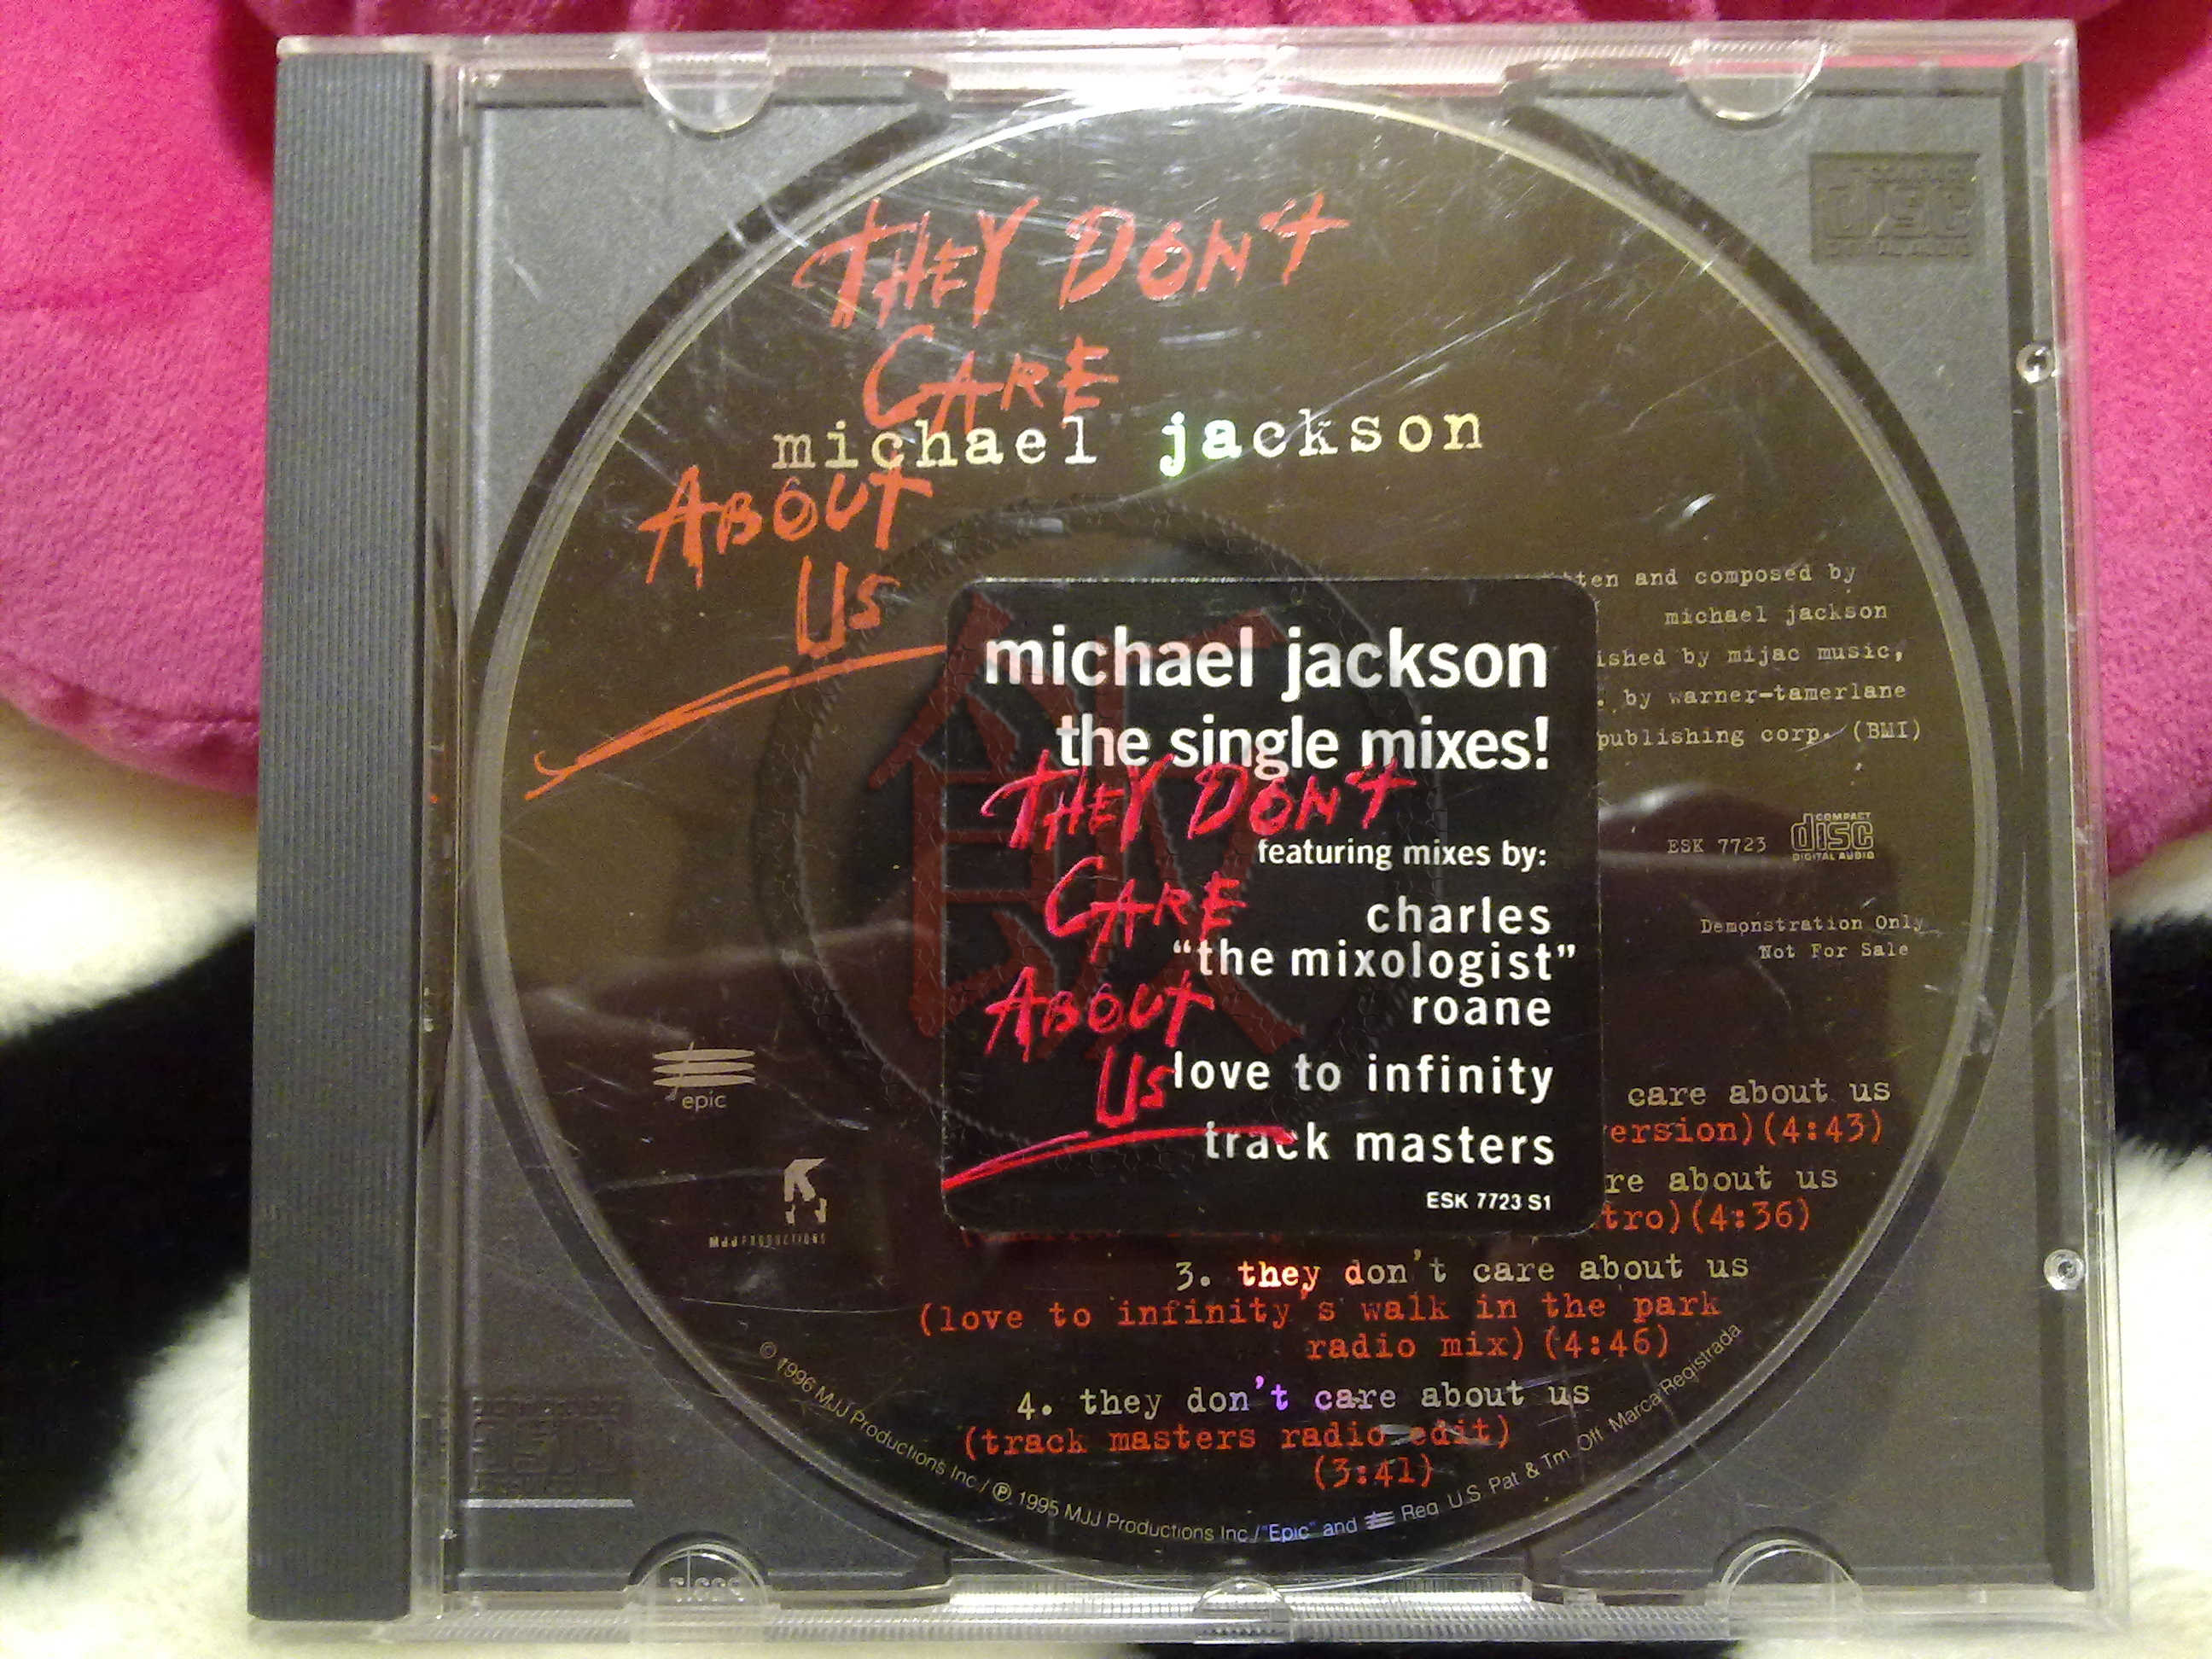 THEY DON'T
CARE
michael jackson
ABOUT
US
michael jackson
the single mixes!
THEY DON'T
featuring mixes by:
CARE
charles
"the mixologist"
roane
ABOUT
US
love to infinity
track masters
ESK 7723 S1
and composed by
michael jackson
by mijac music,
by warner-tamerlane
publishing corp. (BMI)
ESK 7723
COMPACT
disc
DIGITAL AUDIO
Demonstration Only
Not For Sale
epic
MJJ PRODUCTIONS
care about us
(4:43)
about us
(4:36)
3. they don't care about us
(love to infinity's walk in the park
radio mix) (4:46)
4. they don't care about us
(track masters radio edit)
(3:41)
© 1996 MJJ Productions Inc./ ℗ 1995 MJJ Productions Inc./"Epic" and Reg. U.S. Pat. & Tm. Off. Marca Registrada